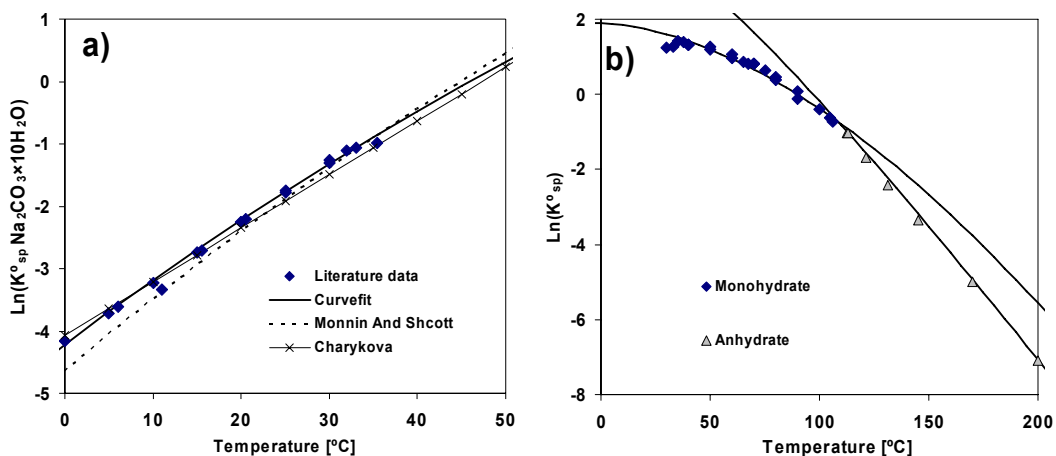 a)
Ln(K°sp Na2CO3×10H2O)
1
0
-1
-2
-3
-4
-5
Literature data
Curvefit
Monnin And Shcott
Charykova
0 10 20 30 40 50
Temperature [ºC]
b)
Ln(K°sp)
2
0
-2
-4
-6
-8
Monohydrate
Anhydrate
0 50 100 150 200
Temperature [ºC]